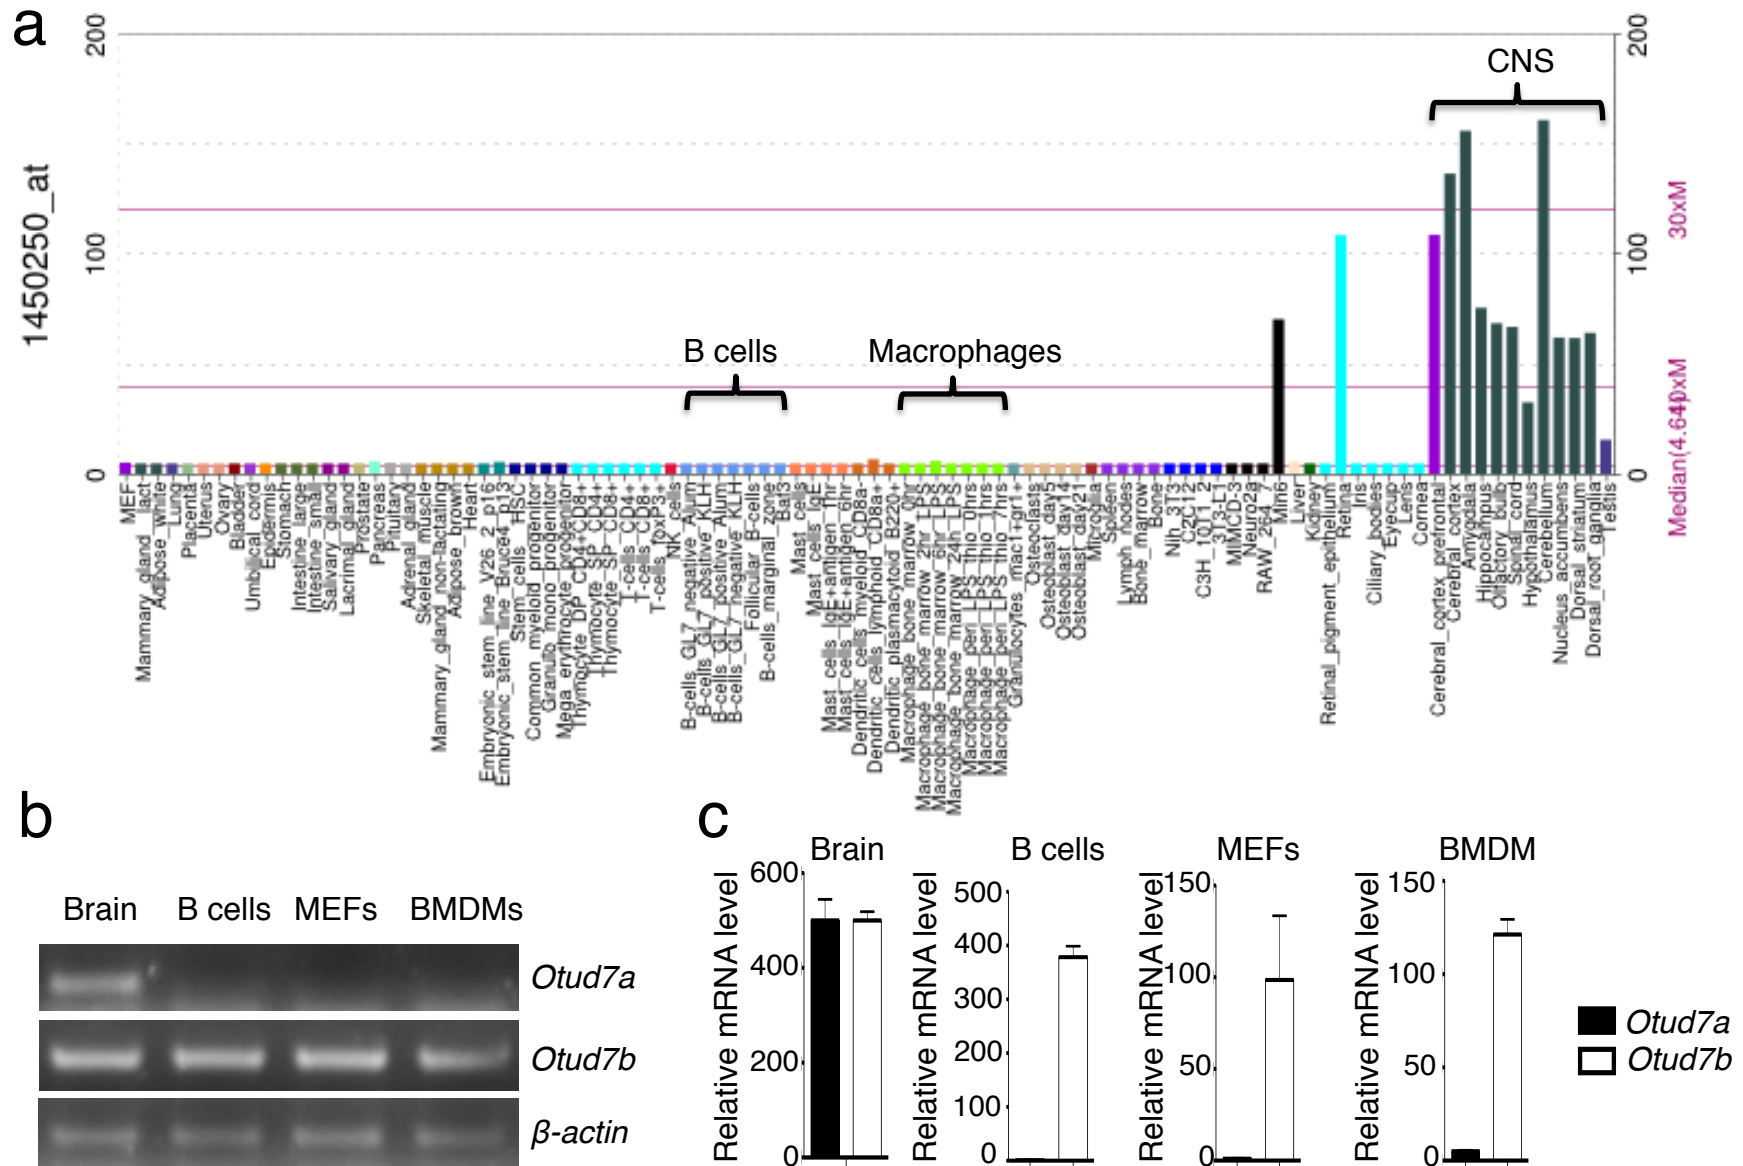 a
200
200
CNS
1450250_at
30xM
100
100
B cells
Macrophages
0
0
MEF
Mammary_gland__lact
Adipose_white
Lung
Placenta
Uterus
Ovary
Bladder
Umbilical_cord
Epidermis
Stomach
Intestine_large
Intestine_small
Salivary_gland
Lacrimal_gland
Prostate
Pancreas
Pituitary
Adrenal_gland
Skeletal_muscle
Mammary_gland_non-lactating
Adipose_brown
Heart
Embryonic_stem_line_V26_2_p16
Embryonic_stem_line_Bruce4_p13
Stem_cells__HSC
Common_myeloid_progenitor
Granulo_mono_progenitor
Mega_erythrocyte_progenitor
Thymocyte_DP_CD4+CD8+
Thymocyte_SP_CD4+
Thymocyte_SP_CD8+
T-cells_CD4+
T-cells_CD8+
T-cells_foxP3+
NK_cells
B-cells_GL7_negative_Alum
B-cells_GL7_positive_KLH
B-cells_GL7_positive_Alum
B-cells_GL7_negative_KLH
Follicular_B-cells
B-cells_marginal_zone
Baf3
Mast_cells
Mast_cells_IgE
Mast_cells_IgE+antigen_1hr
Mast_cells_IgE+antigen_6hr
Dendritic_cells_myeloid_CD8a-
Dendritic_cells_lymphoid_CD8a+
Dendritic_plasmacytoid_B220+
Macrophage_bone_marrow_0hr
Macrophage_bone_marrow_2hr_LPS
Macrophage_bone_marrow_6hr_LPS
Macrophage_bone_marrow_24h_LPS
Macrophage_peri_LPS_thio_0hrs
Macrophage_peri_LPS_thio_1hrs
Macrophage_peri_LPS_thio_7hrs
Granulocytes_mac1+gr1+
Osteoclasts
Osteoblast_day5
Osteoblast_day14
Osteoblast_day21
Microglia
Spleen
Lymph_nodes
Bone_marrow
Bone
Nih_3T3
C2C12
C3H_10T1_2
3T3-L1
MIMCD-3
Neuro2a
RAW_264_7
Min6
Liver
Kidney
Retinal_pigment_epithelium
Retina
Iris
Ciliary_bodies
Eyecup
Lens
Cornea
Cerebral_cortex_prefrontal
Cerebral_cortex
Amygdala
Hippocampus
Olfactory_bulb
Spinal_cord
Hypothalamus
Cerebellum
Nucleus_accumbens
Dorsal_striatum
Dorsal_root_ganglia
Testis
b
Brain B cells MEFs BMDMs
Otud7a
Otud7b
β-actin
c
Brain
Relative mRNA level
600
400
200
0
B cells
Relative mRNA level
500
400
300
200
100
0
MEFs
Relative mRNA level
150
100
50
0
BMDM
Relative mRNA level
150
100
50
0
Otud7a
Otud7b